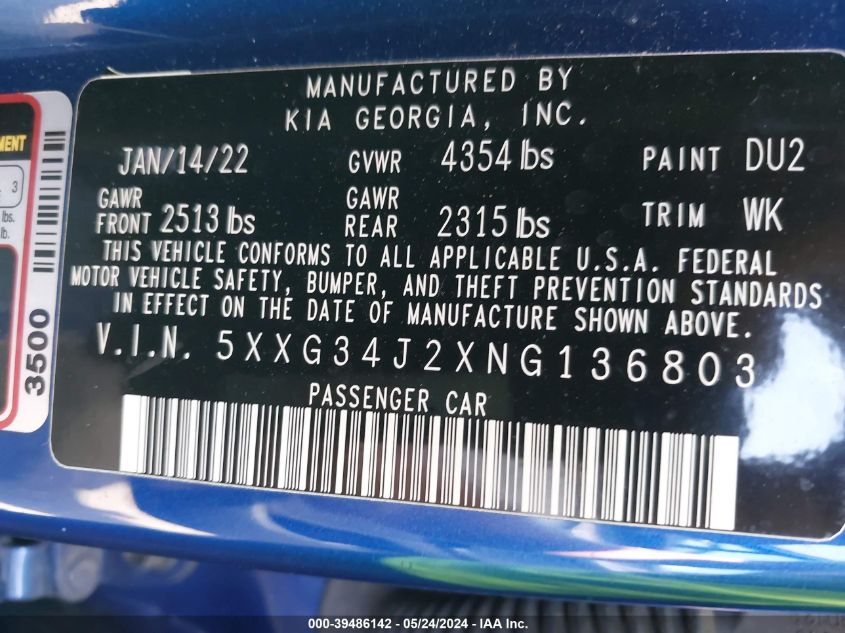 MANUFACTURED BY
KIA GEORGIA, INC.
JAN/14/22 GVWR 4354 lbs PAINT DU2
GAWR FRONT 2513 lbs GAWR REAR 2315 lbs TRIM WK
THIS VEHICLE CONFORMS TO ALL APPLICABLE U.S.A. FEDERAL
MOTOR VEHICLE SAFETY, BUMPER, AND THEFT PREVENTION STANDARDS
IN EFFECT ON THE DATE OF MANUFACTURE SHOWN ABOVE.
V.I.N. 5XXG34J2XNG136803
PASSENGER CAR
3
lbs.
lb.
3500
000-39486142 - 05/24/2024 - IAA Inc.